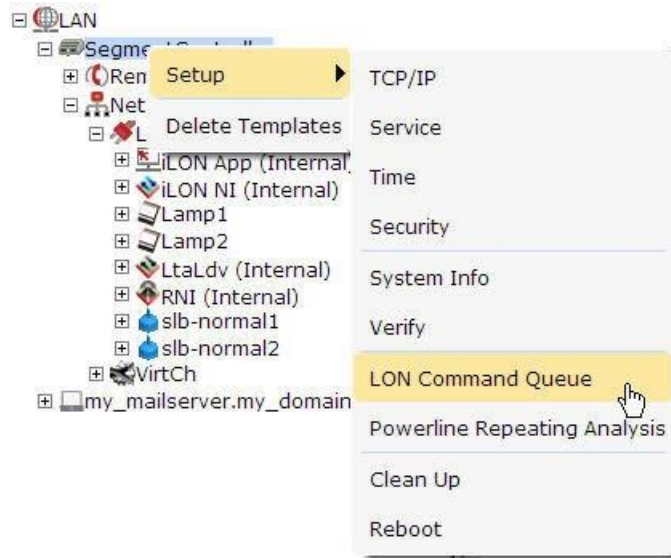 LAN
Segme
Rem
Net
L
iLON App (Internal
iLON NI (Internal)
Lamp1
Lamp2
LtaLdv (Internal)
RNI (Internal)
slb-normal1
slb-normal2
VirtCh
my_mailserver.my_domain
Setup
Delete Templates
TCP/IP
Service
Time
Security
System Info
Verify
LON Command Queue
Powerline Repeating Analysis
Clean Up
Reboot